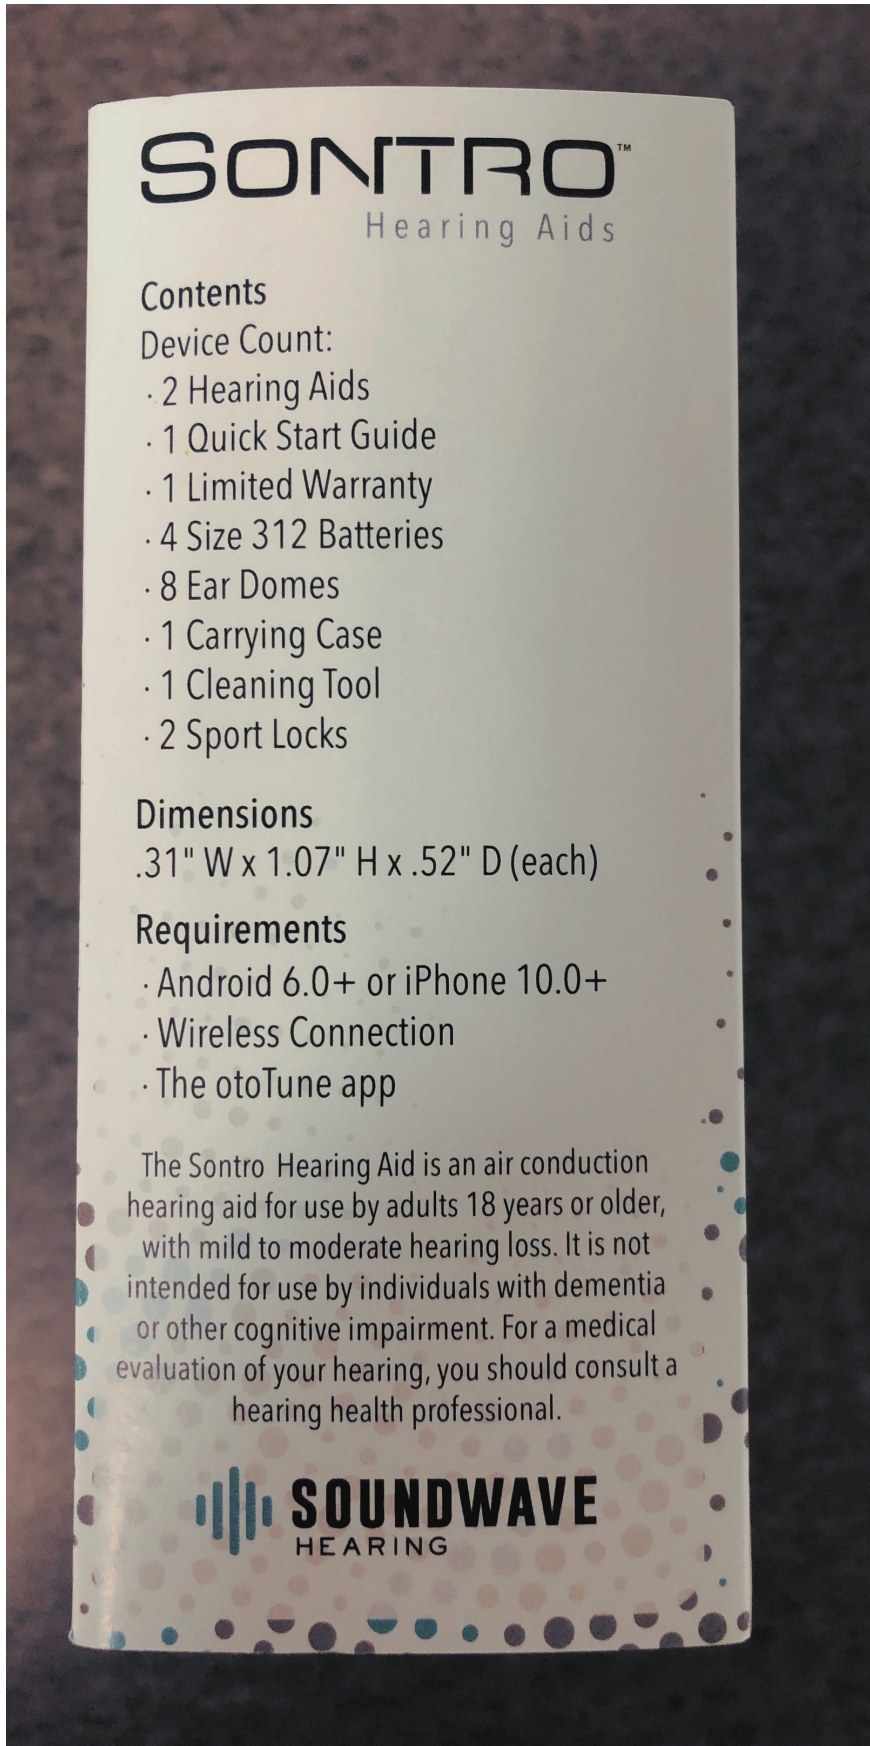 SONTRO™
Hearing Aids
Contents
Device Count:
· 2 Hearing Aids
· 1 Quick Start Guide
· 1 Limited Warranty
· 4 Size 312 Batteries
· 8 Ear Domes
· 1 Carrying Case
· 1 Cleaning Tool
· 2 Sport Locks
Dimensions
.31" W x 1.07" H x .52" D (each)
Requirements
· Android 6.0+ or iPhone 10.0+
· Wireless Connection
· The otoTune app
The Sontro Hearing Aid is an air conduction
hearing aid for use by adults 18 years or older,
with mild to moderate hearing loss. It is not
intended for use by individuals with dementia
or other cognitive impairment. For a medical
evaluation of your hearing, you should consult a
hearing health professional.
SOUNDWAVE
HEARING